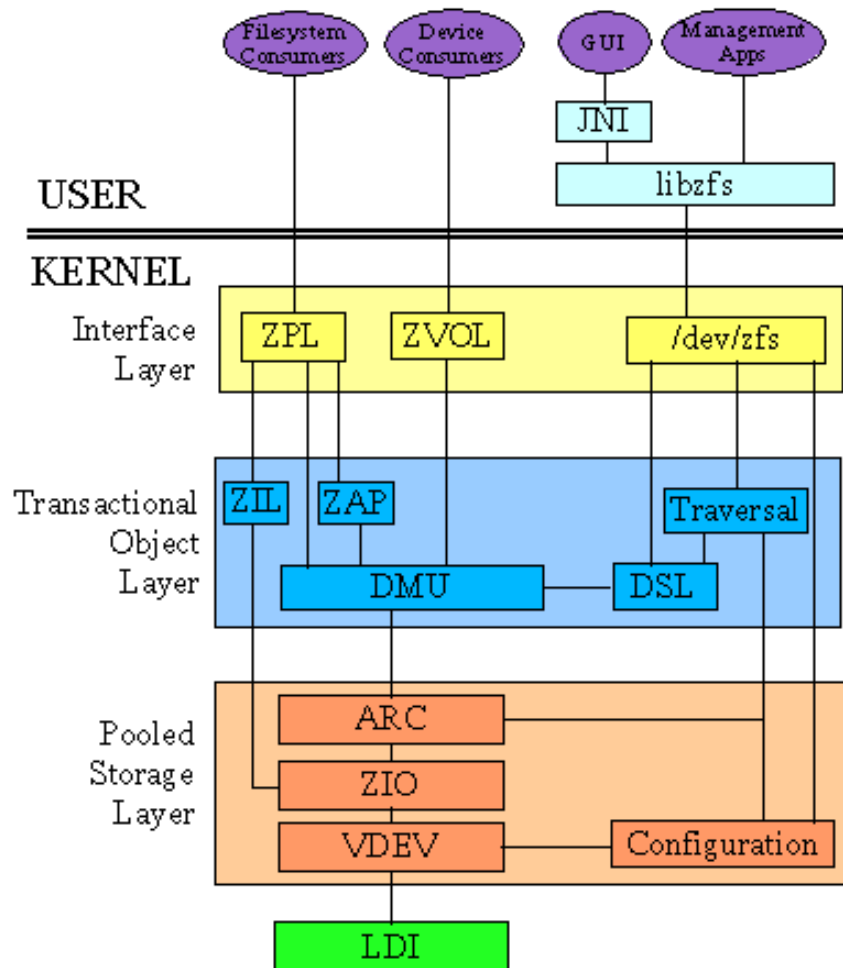 Filesystem
Consumers
Device
Consumers
GUI
Management
Apps
JNI
libzfs
USER
KERNEL
Interface
Layer
ZPL
ZVOL
/dev/zfs
Transactional
Object
Layer
ZIL
ZAP
Traversal
DMU
DSL
Pooled
Storage
Layer
ARC
ZIO
VDEV
Configuration
LDI